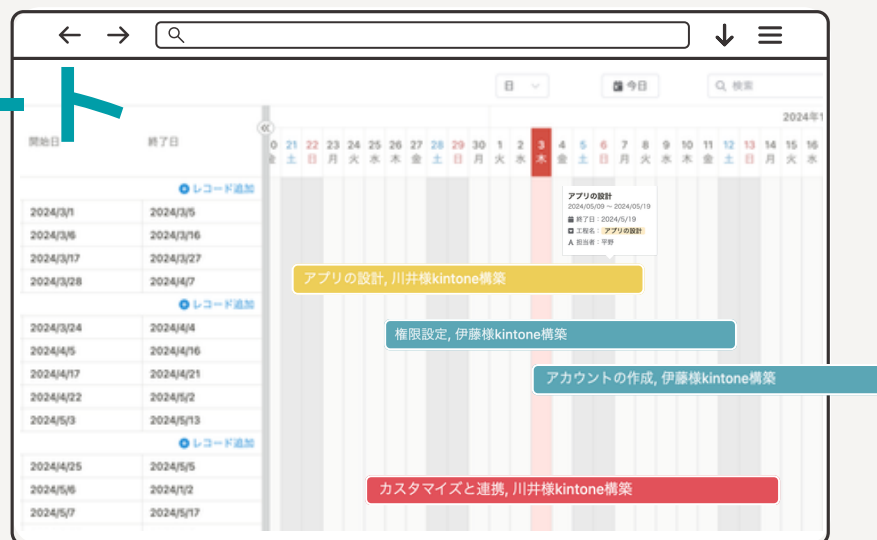 ート
日
今日
検索
2024年1
開始日 終了日
0 21 22 23 24 25 26 27 28 29 30 1 2 3 4 5 6 7 8 9 10 11 12 13 14 15 16
金 土 日 月 火 水 木 金 土 日 月 火 水 木 金 土 日 月 火 水 木 金 土 日 月 火 水
レコード追加
2024/3/1 2024/3/5
2024/3/6 2024/3/16
2024/3/17 2024/3/27
2024/3/28 2024/4/7
レコード追加
2024/3/24 2024/4/4
2024/4/5 2024/4/16
2024/4/17 2024/4/21
2024/4/22 2024/5/2
2024/5/3 2024/5/13
レコード追加
2024/4/25 2024/5/5
2024/5/6 2024/1/2
2024/5/7 2024/5/17
アプリの設計
2024/05/09 ~ 2024/05/19
終了日：2024/5/19
工程名： アプリの設計
A 担当者：平野
アプリの設計, 川井様kintone構築
権限設定, 伊藤様kintone構築
アカウントの作成, 伊藤様kintone構築
カスタマイズと連携, 川井様kintone構築